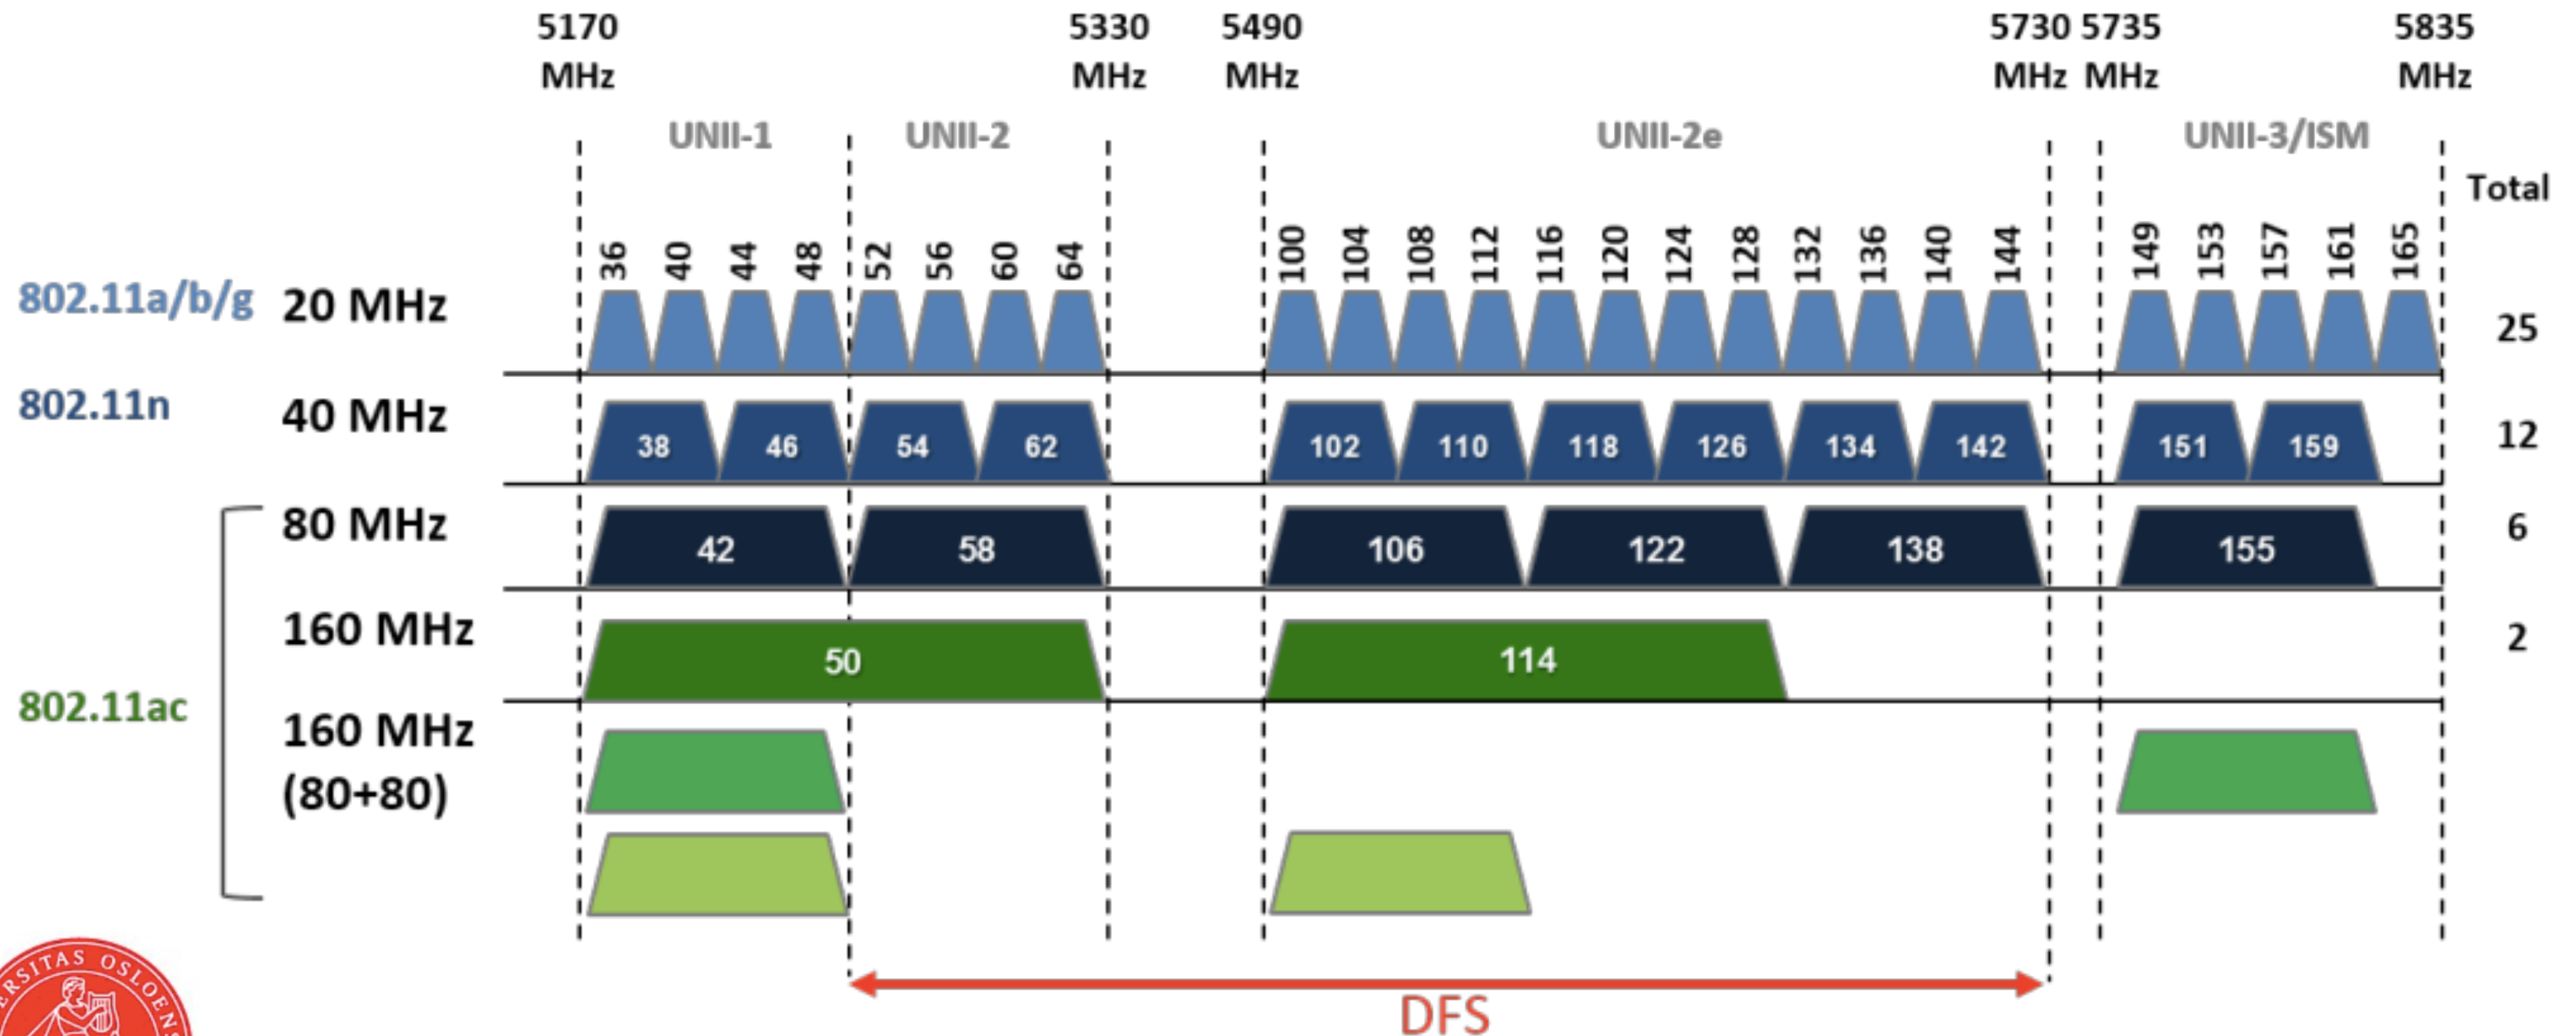 5170 5330 5490 5730 5735 5835
MHz MHz MHz MHz MHz MHz
UNII-1 UNII-2 UNII-2e UNII-3/ISM
Total
36 40 44 48 52 56 60 64 100 104 108 112 116 120 124 128 132 136 140 144 149 153 157 161 165
802.11a/b/g 20 MHz 25
802.11n 40 MHz 38 46 54 62 102 110 118 126 134 142 151 159 12
80 MHz 42 58 106 122 138 155 6
160 MHz 50 114 2
802.11ac
160 MHz
(80+80)
DFS